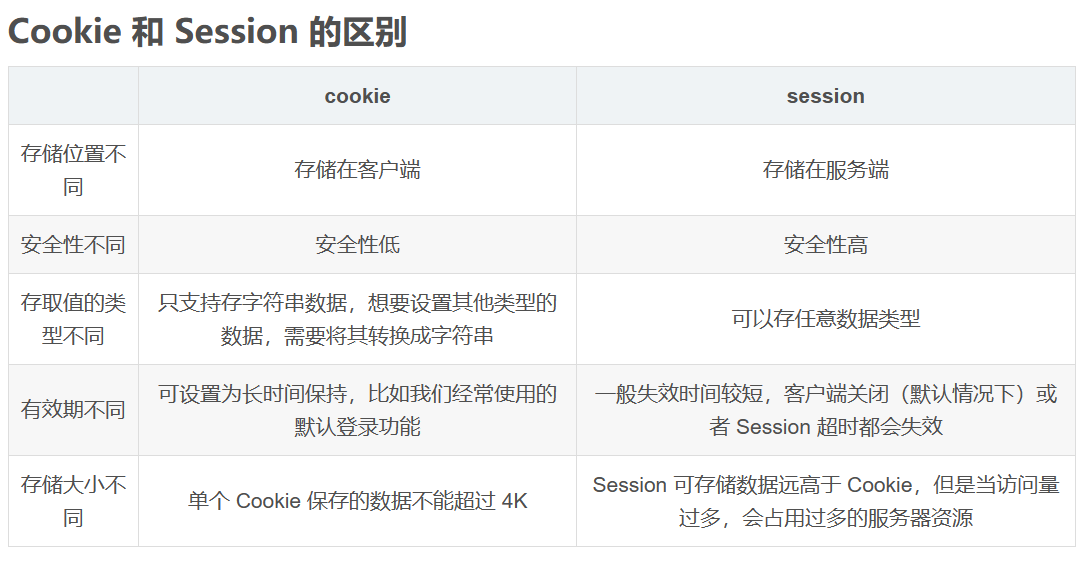 Cookie 和 Session 的区别
cookie
session
存储位置不
同
存储在客户端
存储在服务端
安全性不同
安全性低
安全性高
存取值的类
型不同
只支持存字符串数据，想要设置其他类型的
数据，需要将其转换成字符串
可以存任意数据类型
有效期不同
可设置为长时间保持，比如我们经常使用的
默认登录功能
一般失效时间较短，客户端关闭（默认情况下）或
者 Session 超时都会失效
存储大小不
同
单个 Cookie 保存的数据不能超过 4K
Session 可存储数据远高于 Cookie，但是当访问量
过多，会占用过多的服务器资源